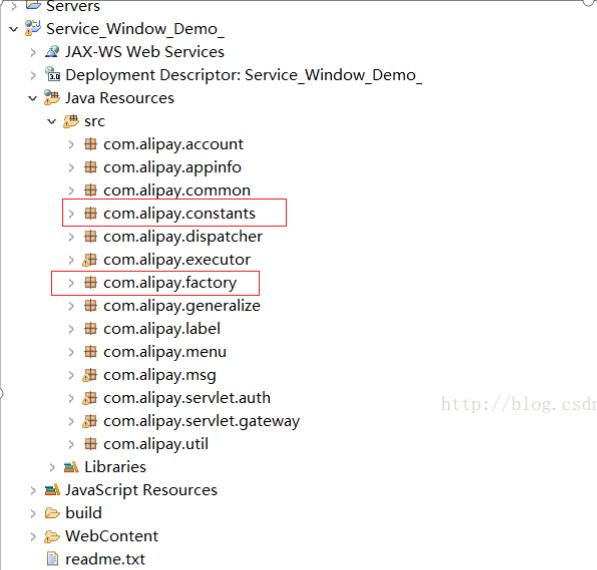 Servers
Service_Window_Demo_
JAX-WS Web Services
Deployment Descriptor: Service_Window_Demo_
Java Resources
src
com.alipay.account
com.alipay.appinfo
com.alipay.common
com.alipay.constants
com.alipay.dispatcher
com.alipay.executor
com.alipay.factory
com.alipay.generalize
com.alipay.label
com.alipay.menu
com.alipay.msg
com.alipay.servlet.auth
http://blog.csdn
com.alipay.servlet.gateway
com.alipay.util
Libraries
JavaScript Resources
build
WebContent
readme.txt